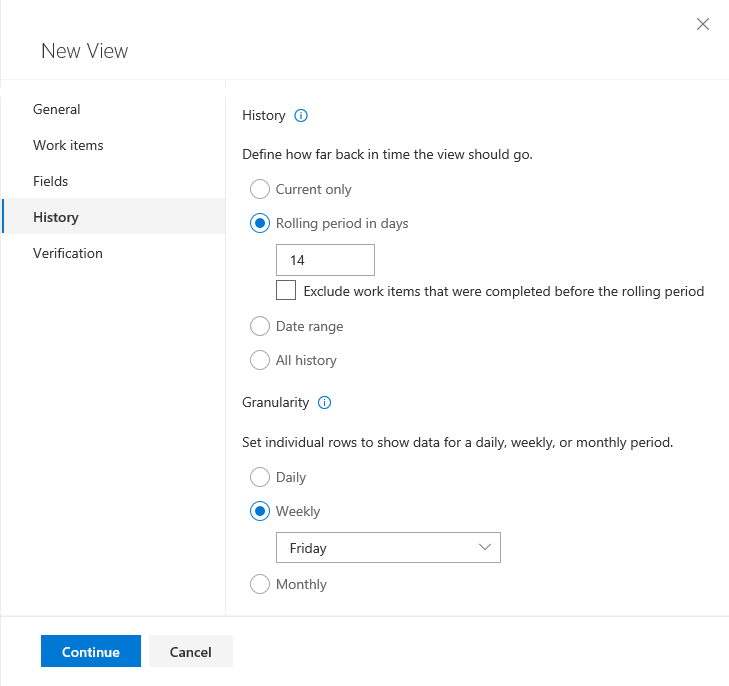 New View
General
Work items
Fields
History
Verification
History
Define how far back in time the view should go.
Current only
Rolling period in days
14
Exclude work items that were completed before the rolling period
Date range
All history
Granularity
Set individual rows to show data for a daily, weekly, or monthly period.
Daily
Weekly
Friday
Monthly
Continue
Cancel